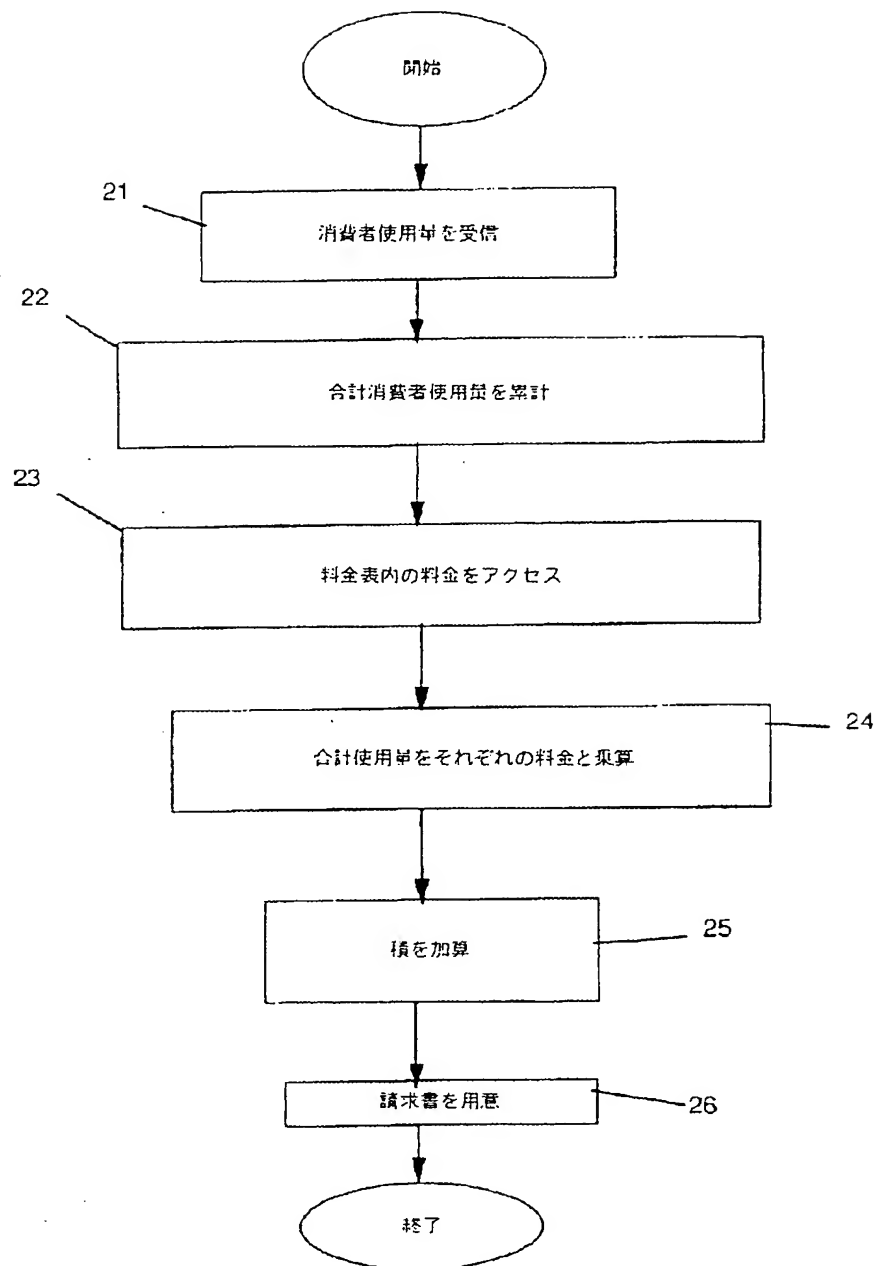 開始
21
消費者使用量を受信
22
合計消費者使用量を累計
23
料金表内の料金をアクセス
24
合計使用量をそれぞれの料金と乗算
25
積を加算
26
請求書を用意
終了